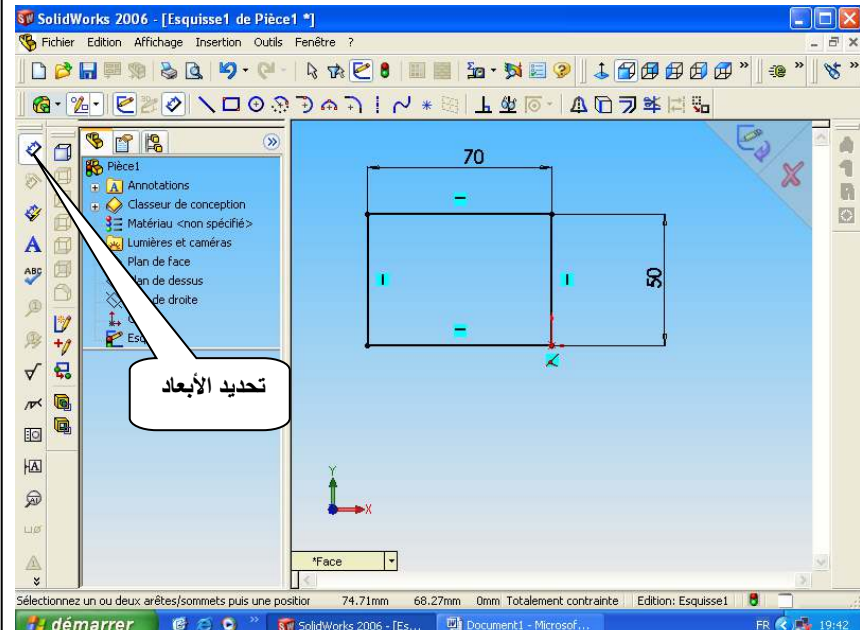 SolidWorks 2006 - [Esquisse1 de Pièce1 *]
Fichier Edition Affichage Insertion Outils Fenêtre ?
Pièce1
Annotations
Classeur de conception
Matériau <non spécifié>
Lumières et caméras
Plan de face
an de dessus
de droite
Esq
تحديد الأبعاد
70
50
Y
X
*Face
A
ABC
Sélectionnez un ou deux arêtes/sommets puis une position 74.71mm 68.27mm 0mm Totalement contrainte Edition: Esquisse1
démarrer SolidWorks 2006 - [Es... Document1 - Microsof... FR 19:42